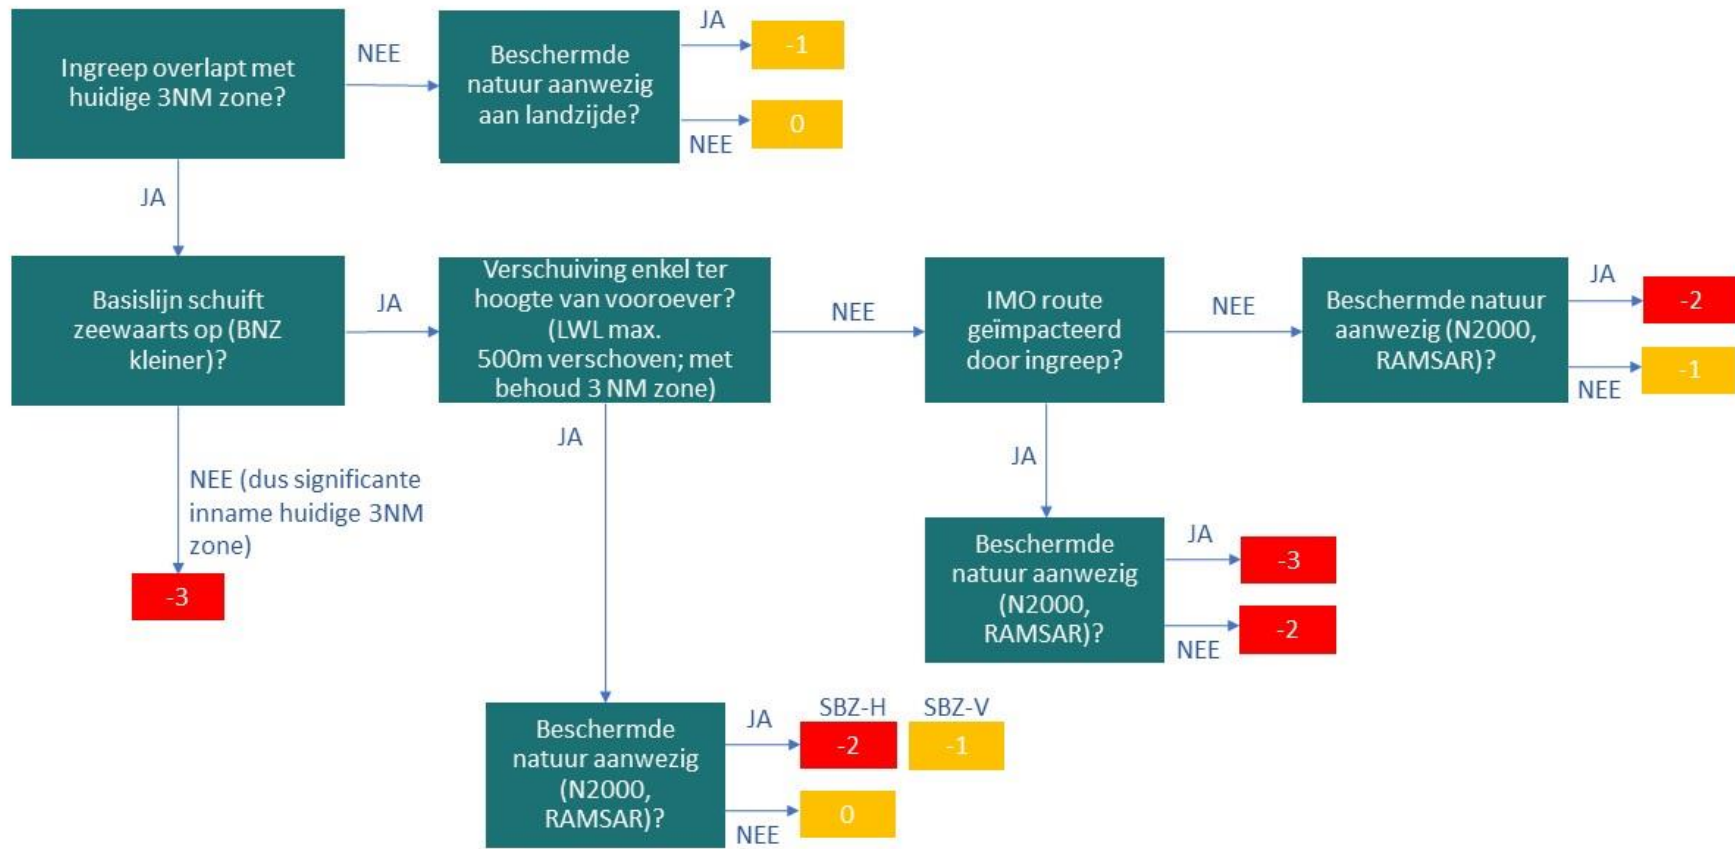 Ingreep overlapt met
huidige 3NM zone?
NEE
Beschermde
natuur aanwezig
aan landzijde?
JA
-1
0
NEE
JA
Basislijn schuift
zeewaarts op (BNZ
kleiner)?
JA
Verschuiving enkel ter
hoogte van vooroever?
(LWL max.
500m verschoven; met
behoud 3 NM zone)
NEE
IMO route
geïmpacteerd
door ingreep?
NEE
Beschermde natuur
aanwezig (N2000,
RAMSAR)?
JA
-2
-1
NEE
NEE (dus significante
inname huidige 3NM
zone)
-3
JA
JA
Beschermde
natuur aanwezig
(N2000,
RAMSAR)?
JA
-3
-2
NEE
Beschermde
natuur aanwezig
(N2000,
RAMSAR)?
JA
SBZ-H SBZ-V
-2 -1
0
NEE